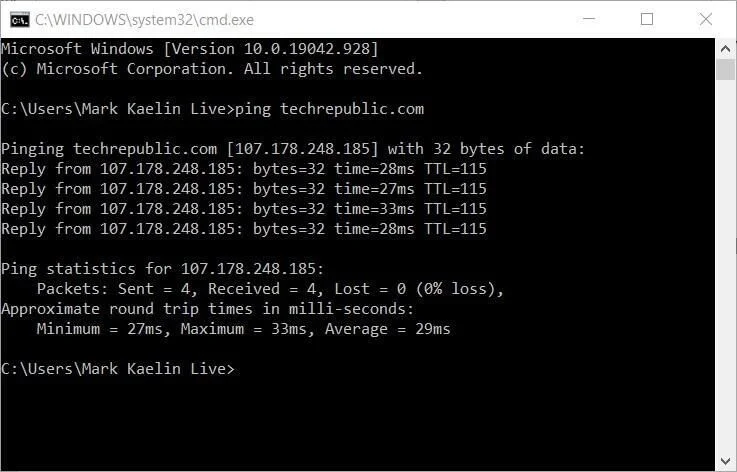 C:\WINDOWS\system32\cmd.exe
Microsoft Windows [Version 10.0.19042.928]
(c) Microsoft Corporation. All rights reserved.
C:\Users\Mark Kaelin Live>ping techrepublic.com
Pinging techrepublic.com [107.178.248.185] with 32 bytes of data:
Reply from 107.178.248.185: bytes=32 time=28ms TTL=115
Reply from 107.178.248.185: bytes=32 time=27ms TTL=115
Reply from 107.178.248.185: bytes=32 time=33ms TTL=115
Reply from 107.178.248.185: bytes=32 time=28ms TTL=115
Ping statistics for 107.178.248.185:
    Packets: Sent = 4, Received = 4, Lost = 0 (0% loss),
Approximate round trip times in milli-seconds:
    Minimum = 27ms, Maximum = 33ms, Average = 29ms
C:\Users\Mark Kaelin Live>